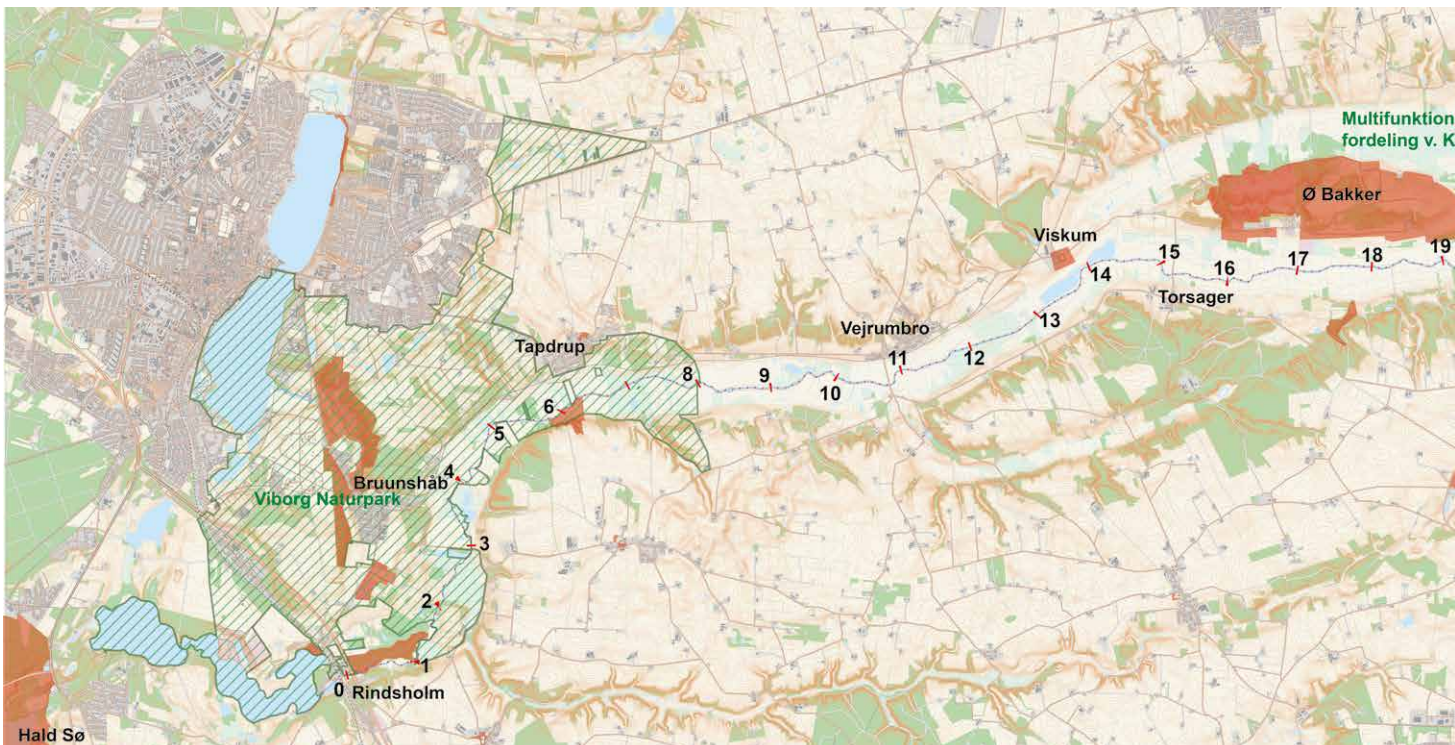 Multifunktion
fordeling v. K
Ø Bakker
Viskum
15
19
14
16
17
18
Torsager
13
Vejrumbro
12
11
Tapdrup
8
9
10
6
5
4
Bruunshåb
Viborg Naturpark
3
2
1
0
Rindsholm
Hald Sø